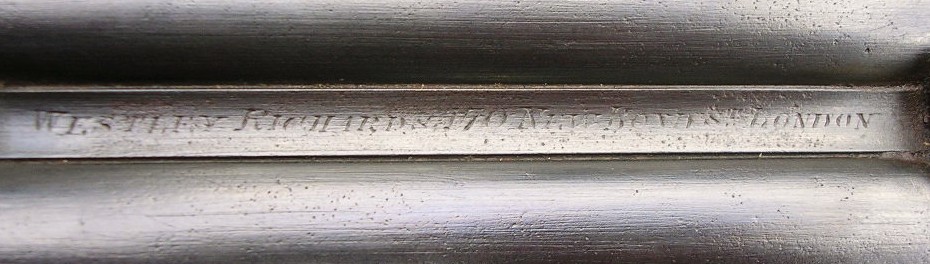 WESTLEY RICHARDS 170 NEW BOND ST LONDON